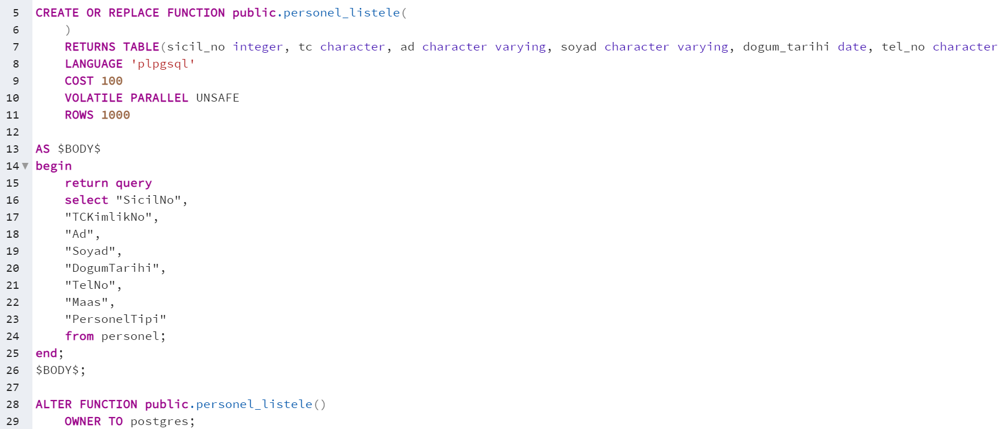 5 CREATE OR REPLACE FUNCTION public.personel_listele(
6 )
7 RETURNS TABLE(sicil_no integer, tc character, ad character varying, soyad character varying, dogum_tarihi date, tel_no character
8 LANGUAGE 'plpgsql'
9 COST 100
10 VOLATILE PARALLEL UNSAFE
11 ROWS 1000
12
13 AS $BODY$
14 begin
15 return query
16 select "SicilNo",
17 "TCKimlikNo",
18 "Ad",
19 "Soyad",
20 "DogumTarihi",
21 "TelNo",
22 "Maas",
23 "PersonelTipi"
24 from personel;
25 end;
26 $BODY$;
27
28 ALTER FUNCTION public.personel_listele()
29 OWNER TO postgres;